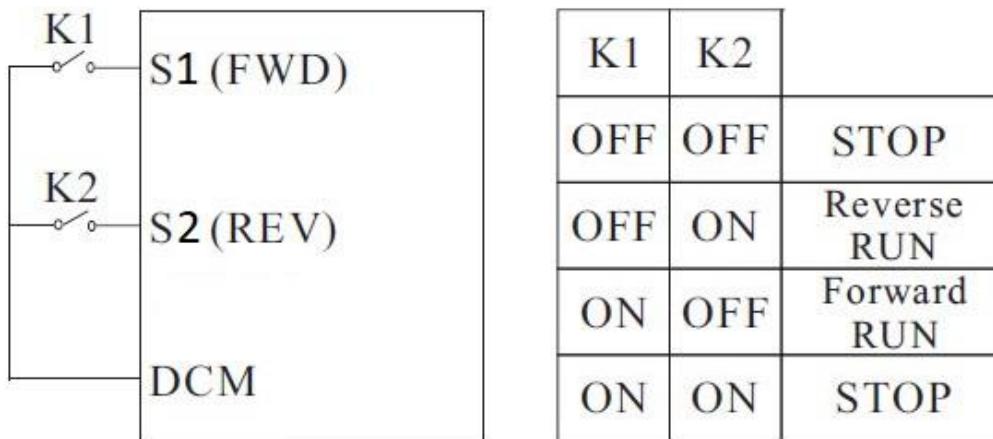 K1
S1 (FWD)
K2
S2 (REV)
DCM
K1 K2
OFF OFF STOP
OFF ON Reverse RUN
ON OFF Forward RUN
ON ON STOP